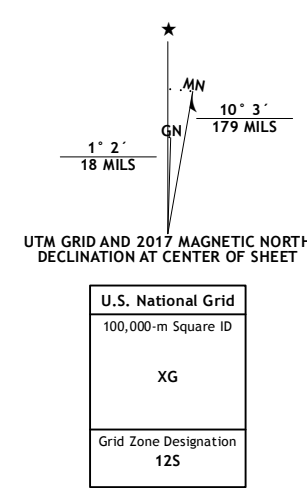 MN
GN
10° 3´
179 MILS
1° 2´
18 MILS
UTM GRID AND 2017 MAGNETIC NORTH
DECLINATION AT CENTER OF SHEET
U.S. National Grid
100,000-m Square ID
XG
Grid Zone Designation
12S